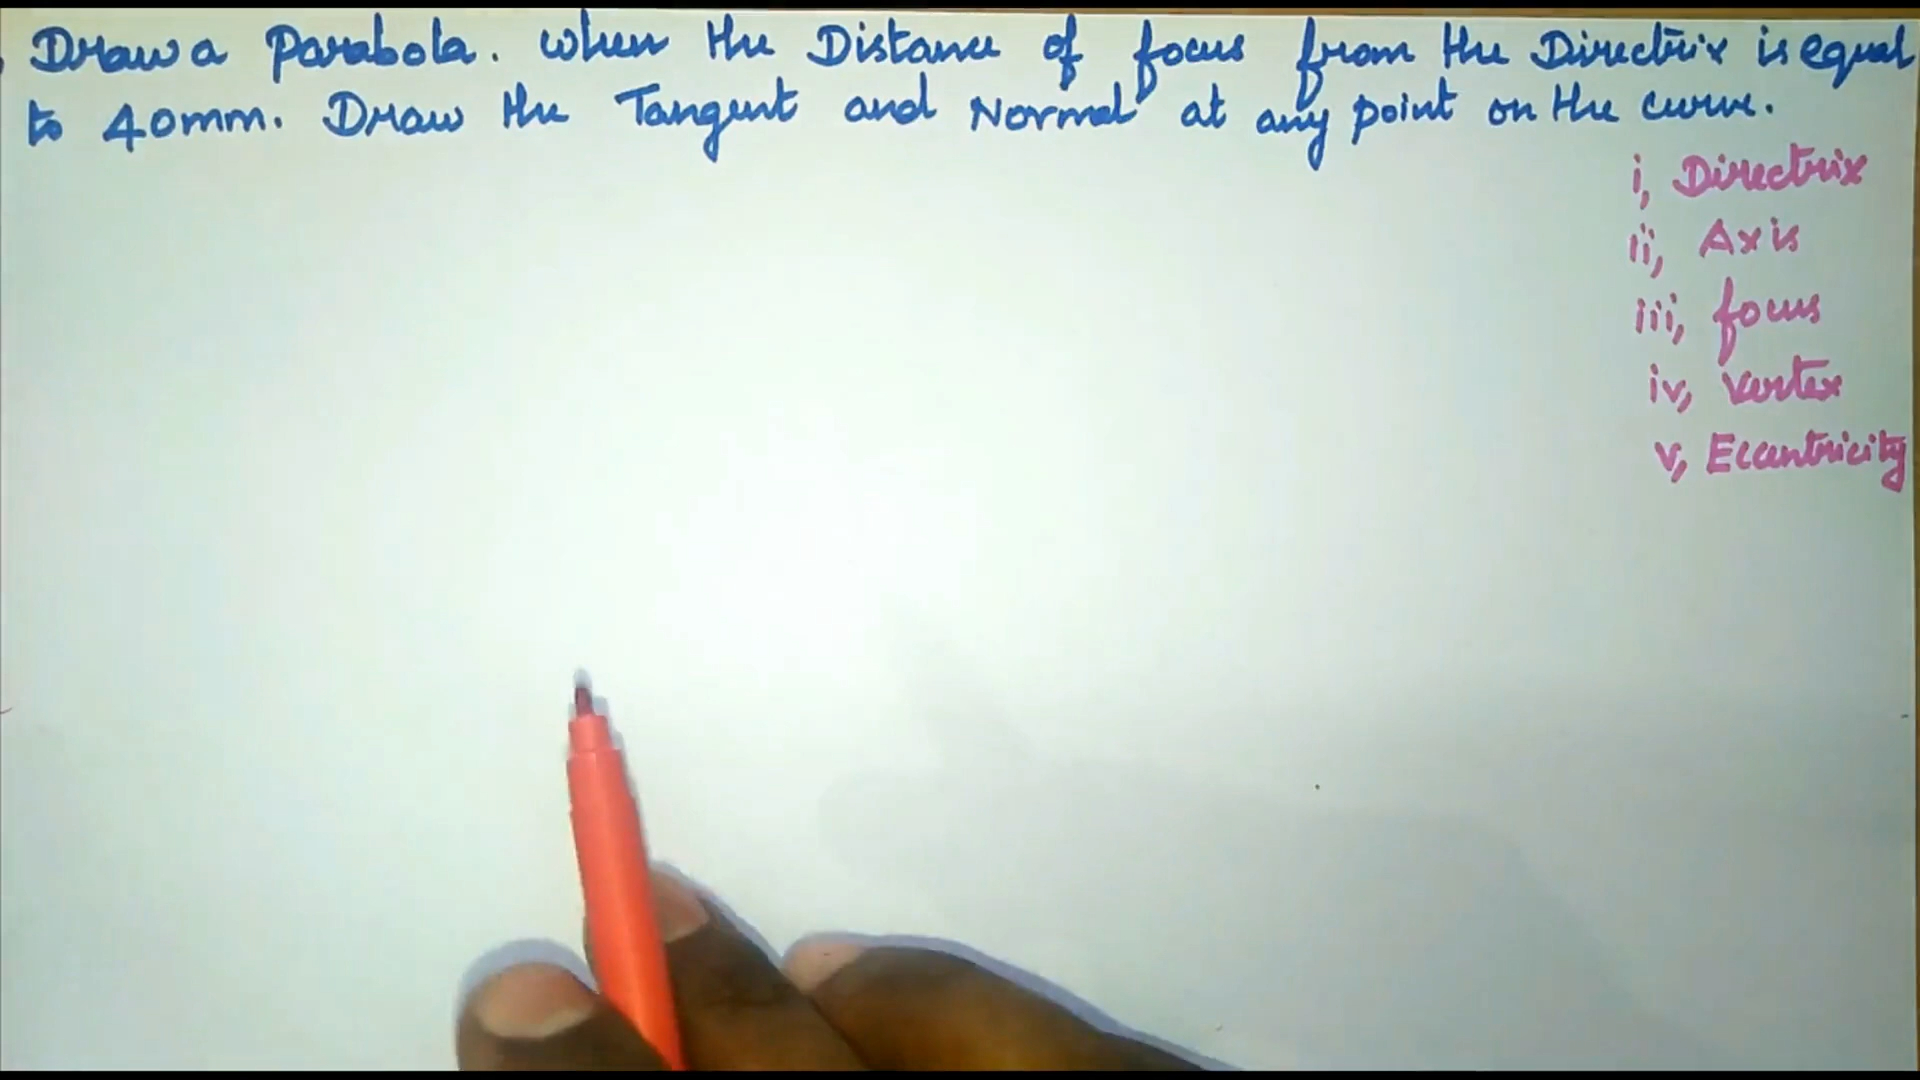 Draw a Parabola. When the Distance of focus from the Directrix is equal
to 40mm. Draw the Tangent and Normal at any point on the curve.
i, Directrix
ii, Axis
iii, focus
iv, Vertex
v, Eccentricity